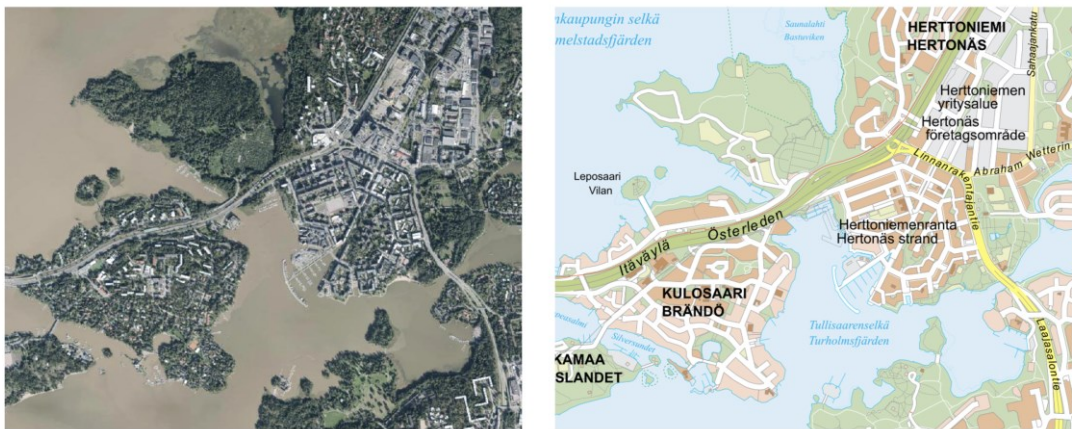 nkaupungin selkä
melstadsfjärden
Saunalahti
Bastuviken
HERTTONIEMI
HERTONÄS
Sahaajankatu
Herttoniemen
yritysalue
Hertonäs
företagsområde
Linnanrakentajantie
Abraham Wetterin
Leposaari
Vilan
Itäväylä
Österleden
Herttoniemenranta
Hertonäs strand
KULOSAARI
BRÄNDÖ
Silversundet
Tullisaarenselkä
Turholmsfjärden
KAMAA
SLANDET
Laajasalontie